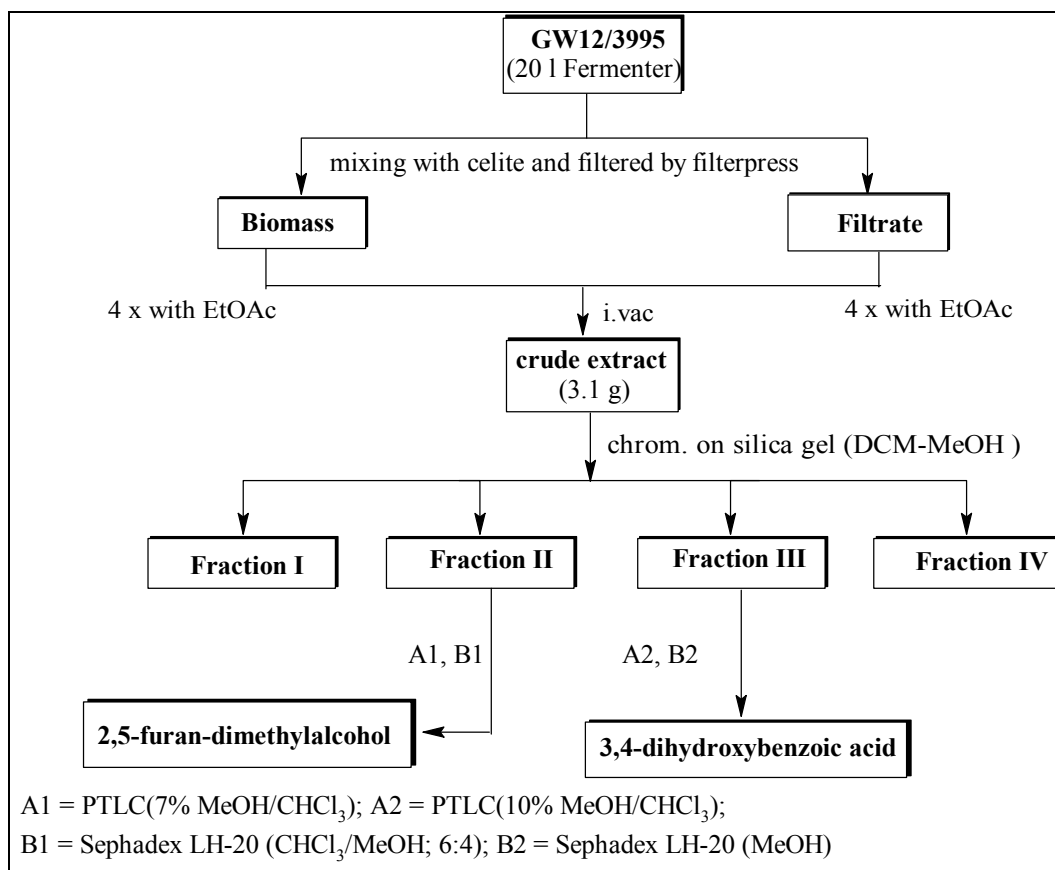 GW12/3995
(20 l Fermenter)
mixing with celite and filtered by filterpress
Biomass
Filtrate
4 x with EtOAc
i.vac
4 x with EtOAc
crude extract
(3.1 g)
chrom. on silica gel (DCM-MeOH )
Fraction I
Fraction II
Fraction III
Fraction IV
A1, B1
A2, B2
2,5-furan-dimethylalcohol
3,4-dihydroxybenzoic acid
A1 = PTLC(7% MeOH/CHCl₃); A2 = PTLC(10% MeOH/CHCl₃);
B1 = Sephadex LH-20 (CHCl₃/MeOH; 6:4); B2 = Sephadex LH-20 (MeOH)